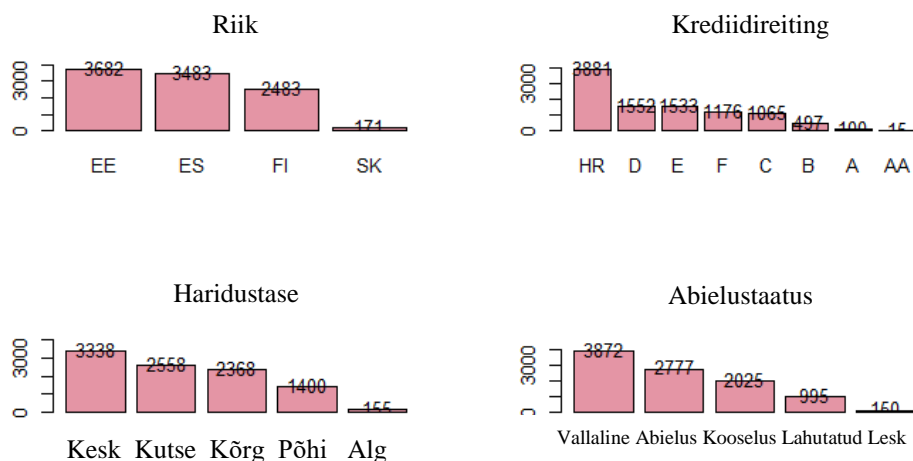 Riik
3000
0
3682 3483 2483 171
EE ES FI SK
Krediidireiting
3000
0
3881 1552 1533 1176 1065 497 100 15
HR D E F C B A AA
Haridustase
3000
0
3338 2558 2368 1400 155
Kesk Kutse Kõrg Põhi Alg
Abielustaatus
3000
0
3872 2777 2025 995 150
Vallaline Abielus Kooselus Lahutatud Lesk